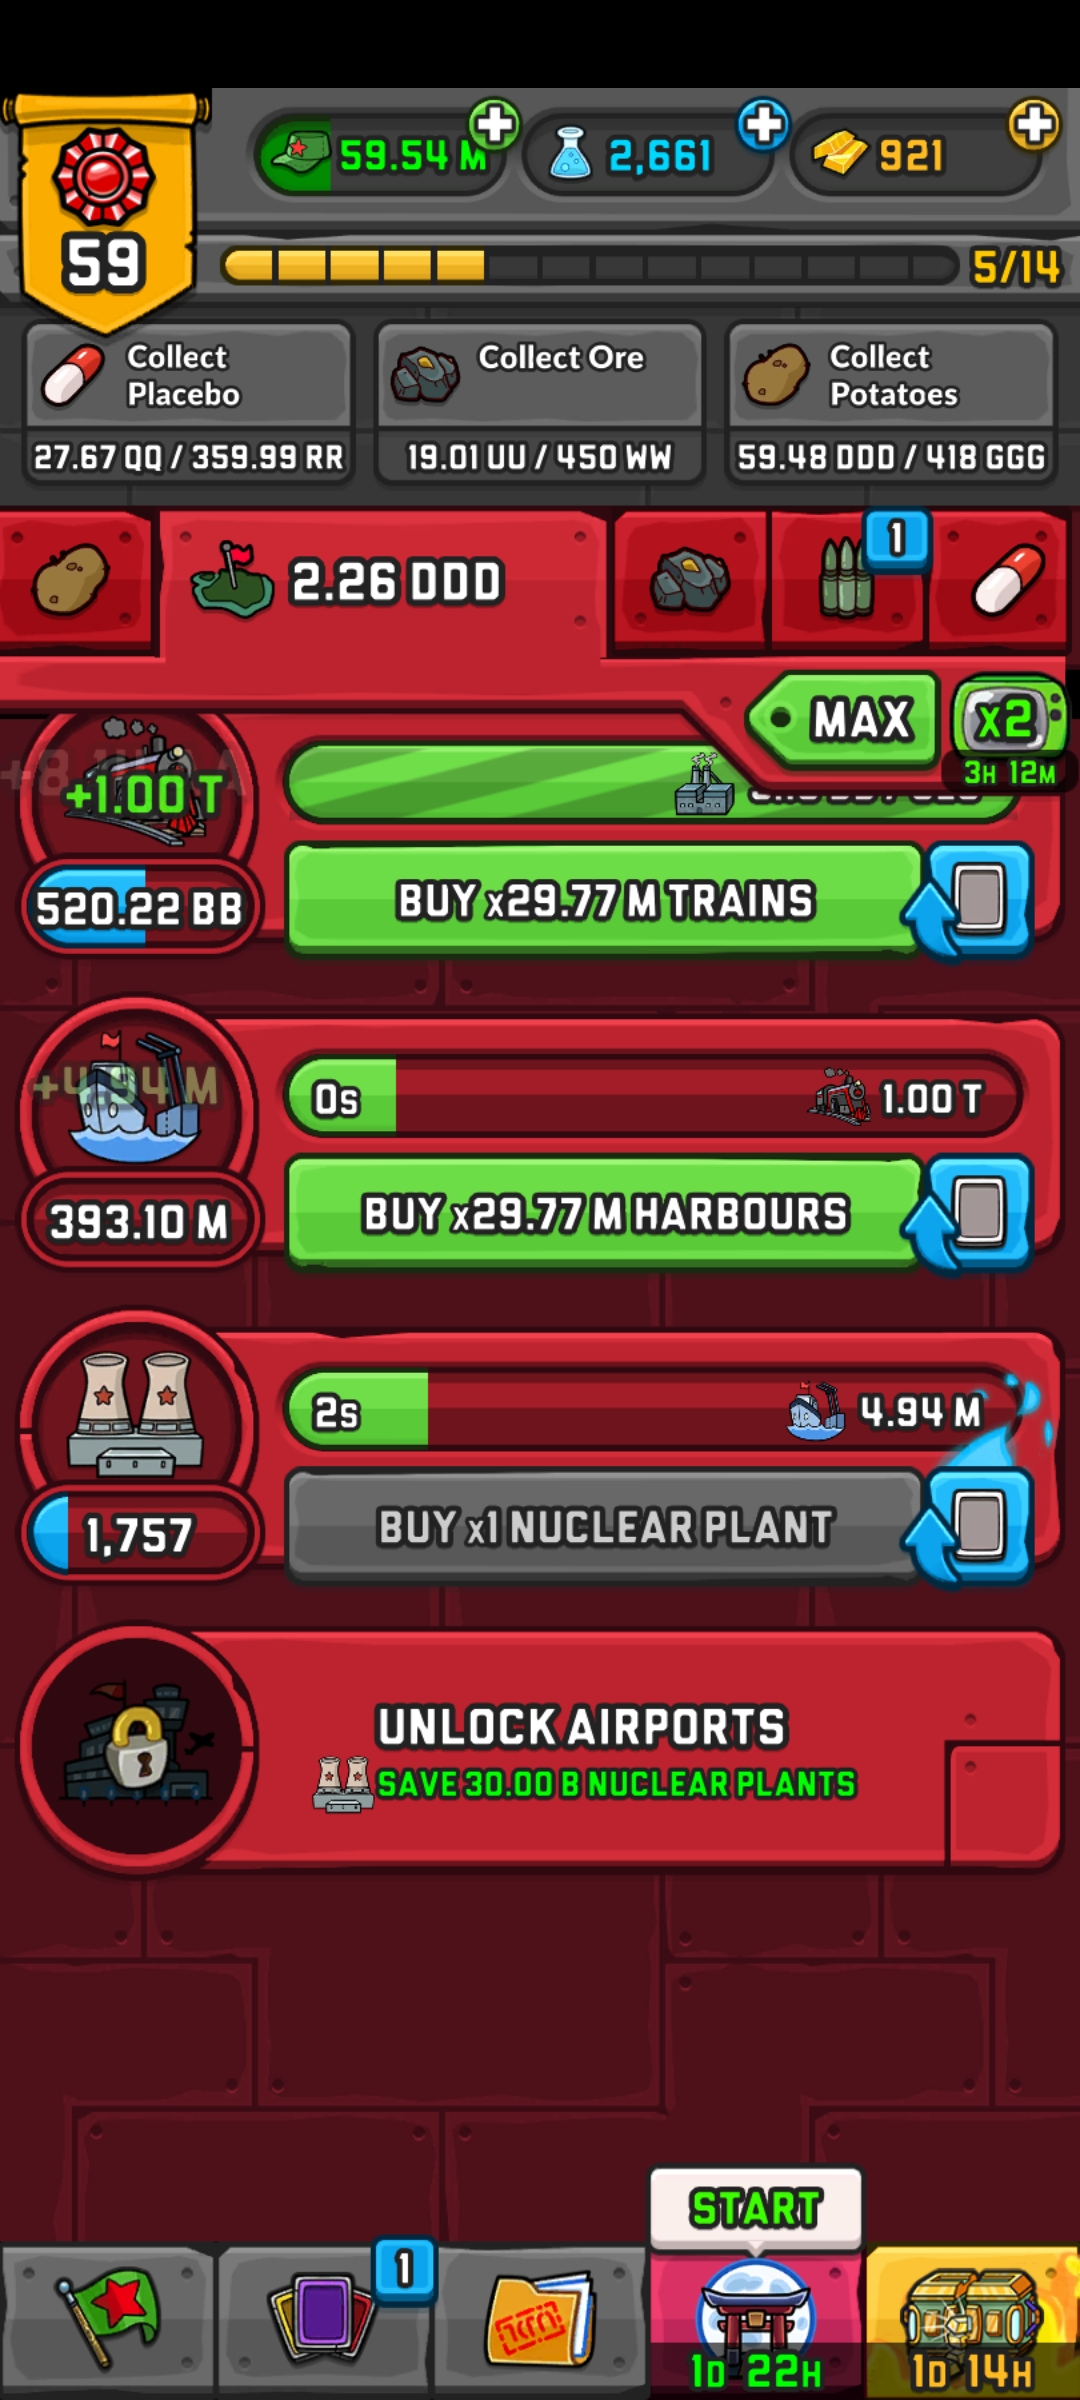 59.54 M
2,661
921
59
5/14
Collect
Placebo
27.67 QQ / 359.99 RR
Collect Ore
19.01 UU / 450 WW
Collect
Potatoes
59.48 DDD / 418 GGG
2.26 DDD
1
MAX
x2
3H 12M
+1.00 T
520.22 BB
BUY x29.77 M TRAINS
+4.94 M
0s
1.00 T
393.10 M
BUY x29.77 M HARBOURS
2s
4.94 M
1,757
BUY x1 NUCLEAR PLANT
UNLOCK AIRPORTS
SAVE 30.00 B NUCLEAR PLANTS
START
1
1D 22H
1D 14H